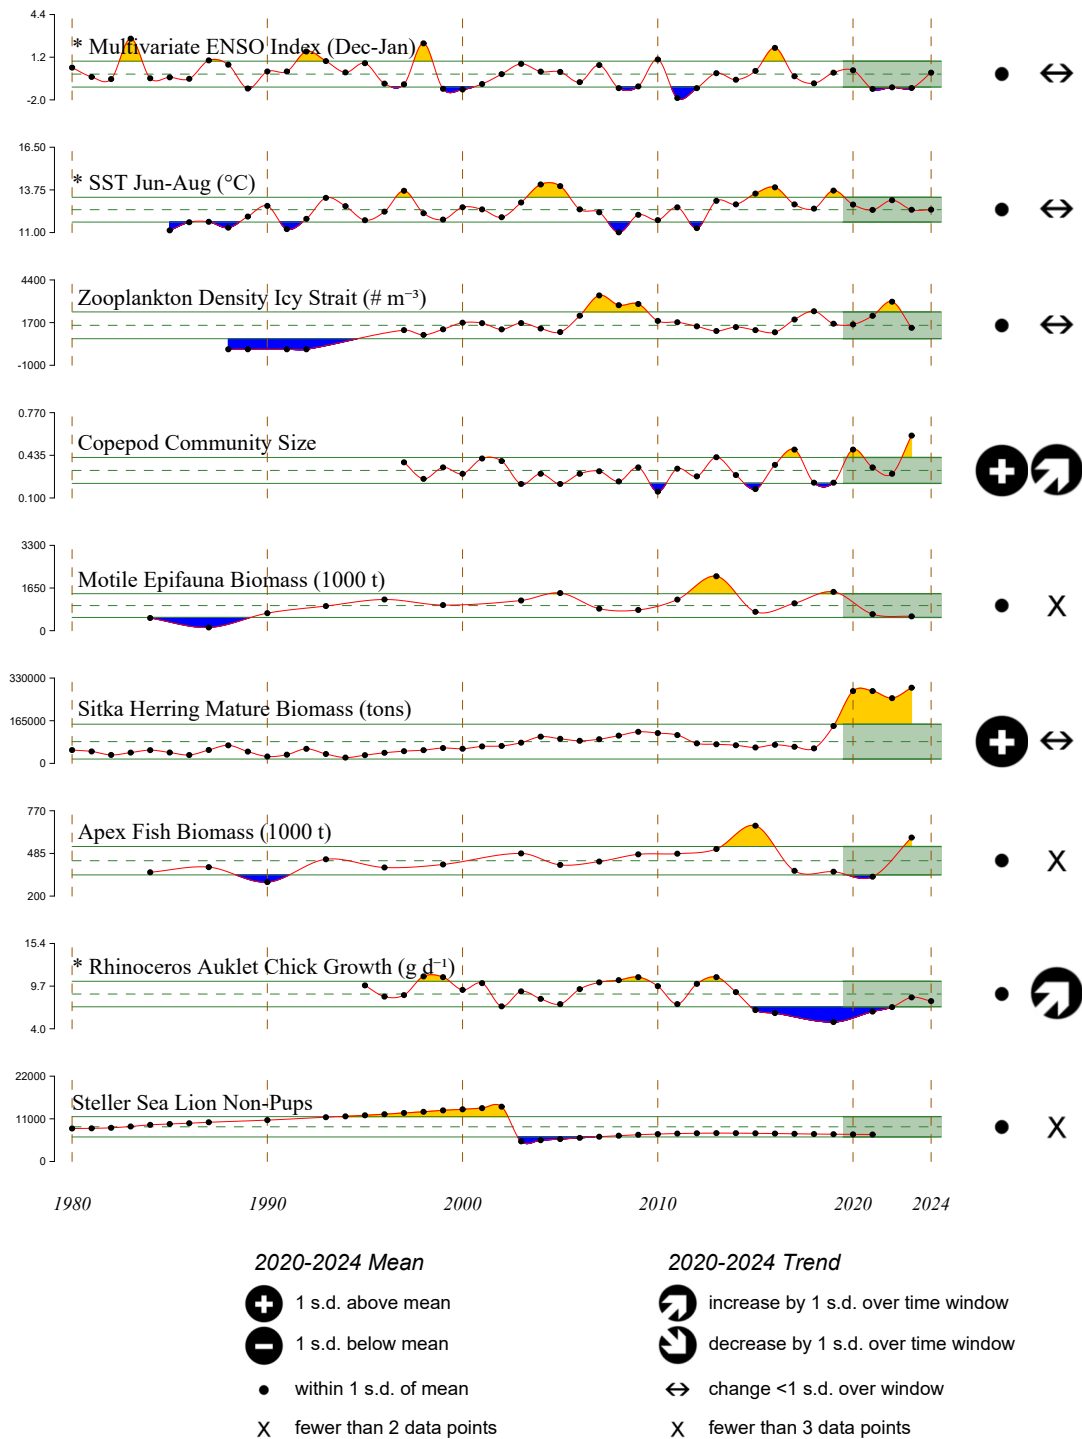 4.4
* Multivariate ENSO Index (Dec-Jan)
1.2
-2.0
16.50
* SST Jun-Aug (°C)
13.75
11.00
4400
Zooplankton Density Icy Strait (# m⁻³)
1700
-1000
0.770
Copepod Community Size
0.435
0.100
3300
Motile Epifauna Biomass (1000 t)
1650
0
X
330000
Sitka Herring Mature Biomass (tons)
165000
0
770
Apex Fish Biomass (1000 t)
485
200
X
15.4
* Rhinoceros Auklet Chick Growth (g d⁻¹)
9.7
4.0
22000
Steller Sea Lion Non-Pups
11000
0
X
1980 1990 2000 2010 2020 2024
2020-2024 Mean
1 s.d. above mean
1 s.d. below mean
within 1 s.d. of mean
X fewer than 2 data points
2020-2024 Trend
increase by 1 s.d. over time window
decrease by 1 s.d. over time window
change <1 s.d. over window
X fewer than 3 data points